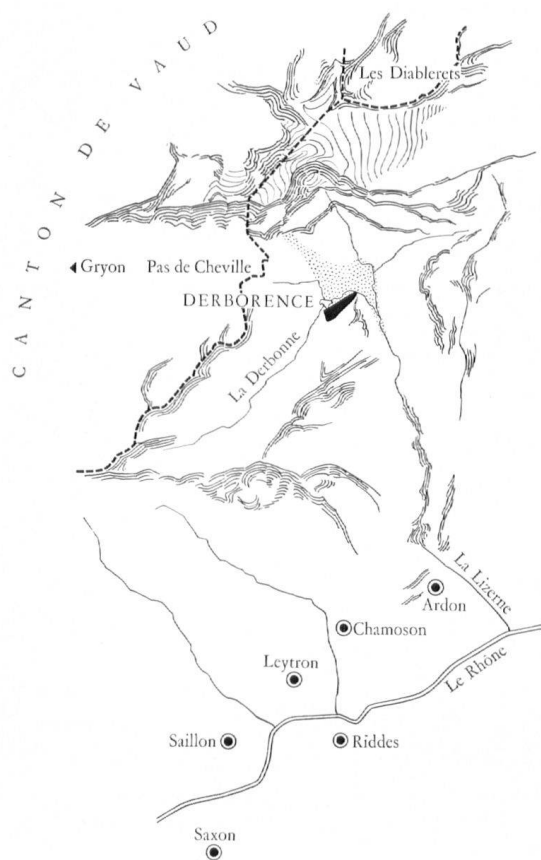 CANTON DE VAUD
Les Diablerets
Gryon
Pas de Cheville
DERBORENCE
La Derbonne
La Lizerne
Ardon
Chamoson
Le Rhône
Leytron
Saillon
Riddes
Saxon